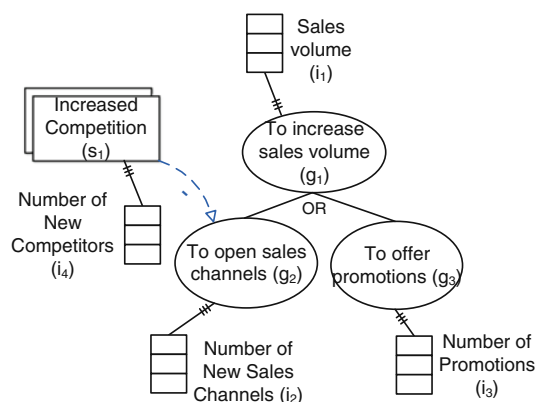 Sales
volume
(i1)
Increased
Competition
(s1)
To increase
sales volume
(g1)
OR
Number of
New
Competitors
(i4)
To open sales
channels (g2)
To offer
promotions (g3)
Number of
New Sales
Channels (i2)
Number of
Promotions
(i3)